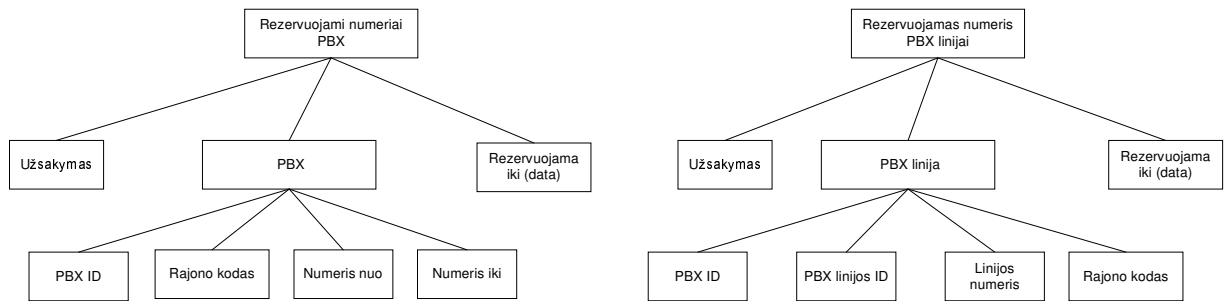 Rezervuojami numeriai
PBX
Užsakymas
PBX
Rezervuojama
iki (data)
PBX ID
Rajono kodas
Numeris nuo
Numeris iki
Rezervuojamas numeris
PBX linijai
Užsakymas
PBX linija
Rezervuojama
iki (data)
PBX ID
PBX linijos ID
Linijos
numeris
Rajono kodas